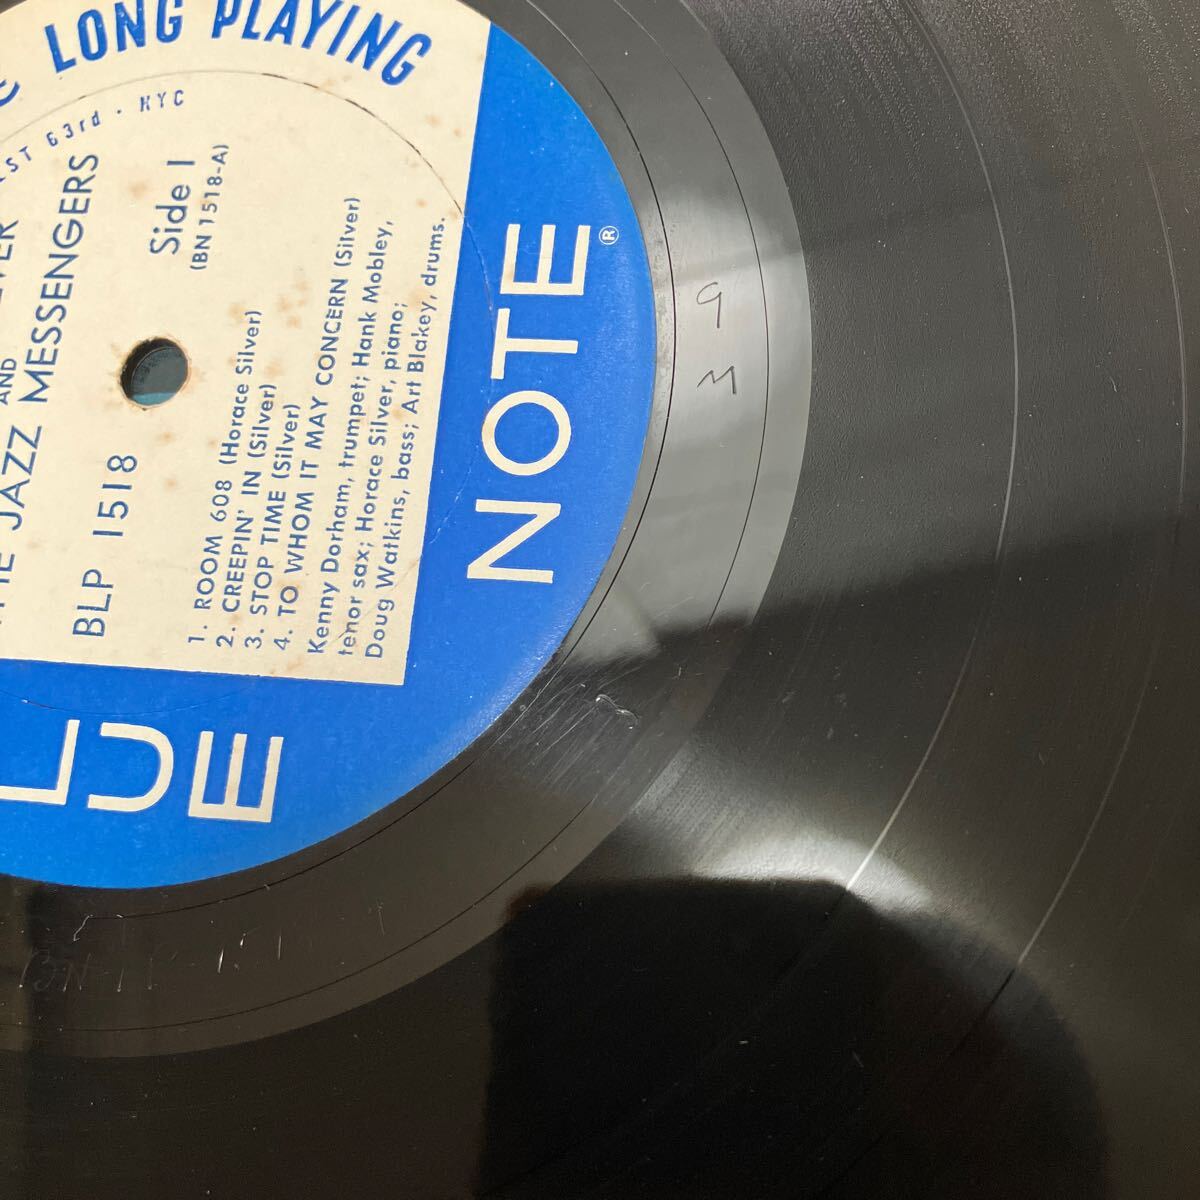 LONG PLAYING
63rd · NYC
AND
JAZZ MESSENGERS
BLP 1518
Side 1
(BN 1518-A)
1. ROOM 608 (Horace Silver)
2. CREEPIN' IN (Silver)
3. STOP TIME (Silver)
4. TO WHOM IT MAY CONCERN (Silver)
Kenny Dorham, trumpet; Hank Mobley,
tenor sax; Horace Silver, piano;
Doug Watkins, bass; Art Blakey, drums.
LUE
NOTE ®
9
M